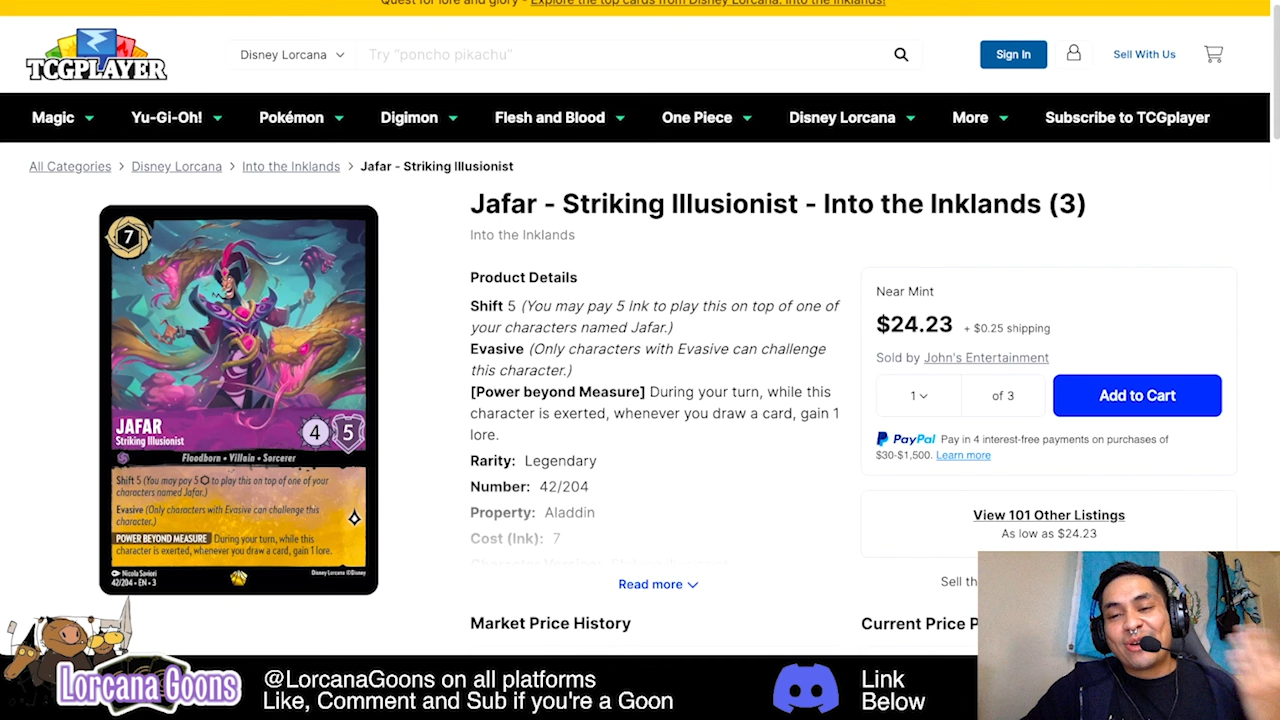 Quest for lore and glory - Explore the top cards from Disney Lorcana: Into the Inklands!
TCGPLAYER
Disney Lorcana
Try "poncho pikachu"
Sign In
Sell With Us
Magic
Yu-Gi-Oh!
Pokémon
Digimon
Flesh and Blood
One Piece
Disney Lorcana
More
Subscribe to TCGplayer
All Categories > Disney Lorcana > Into the Inklands > Jafar - Striking Illusionist
7
JAFAR
Striking Illusionist
4
5
Floodborn • Villain • Sorcerer
Shift 5 (You may pay 5 to play this on top of one of
your characters named Jafar.)
Evasive (Only characters with Evasive can challenge this
character.)
POWER BEYOND MEASURE During your turn, while this
character is exerted, whenever you draw a card, gain 1 lore.
Nicola Saviori
42/204 • EN • 3
Disney Lorcana ©Disney
Jafar - Striking Illusionist - Into the Inklands (3)
Into the Inklands
Product Details
Shift 5 (You may pay 5 Ink to play this on top of one of
your characters named Jafar.)
Evasive (Only characters with Evasive can challenge
this character.)
[Power beyond Measure] During your turn, while this
character is exerted, whenever you draw a card, gain 1
lore.
Rarity: Legendary
Number: 42/204
Property: Aladdin
Cost (Ink): 7
Read more
Market Price History
Near Mint
$24.23 + $0.25 shipping
Sold by John's Entertainment
1 of 3
Add to Cart
PayPal Pay in 4 interest-free payments on purchases of
$30-$1,500. Learn more
View 101 Other Listings
As low as $24.23
Sell th
Current Price P
Lorcana Goons
@LorcanaGoons on all platforms
Like, Comment and Sub if you're a Goon
Link
Below